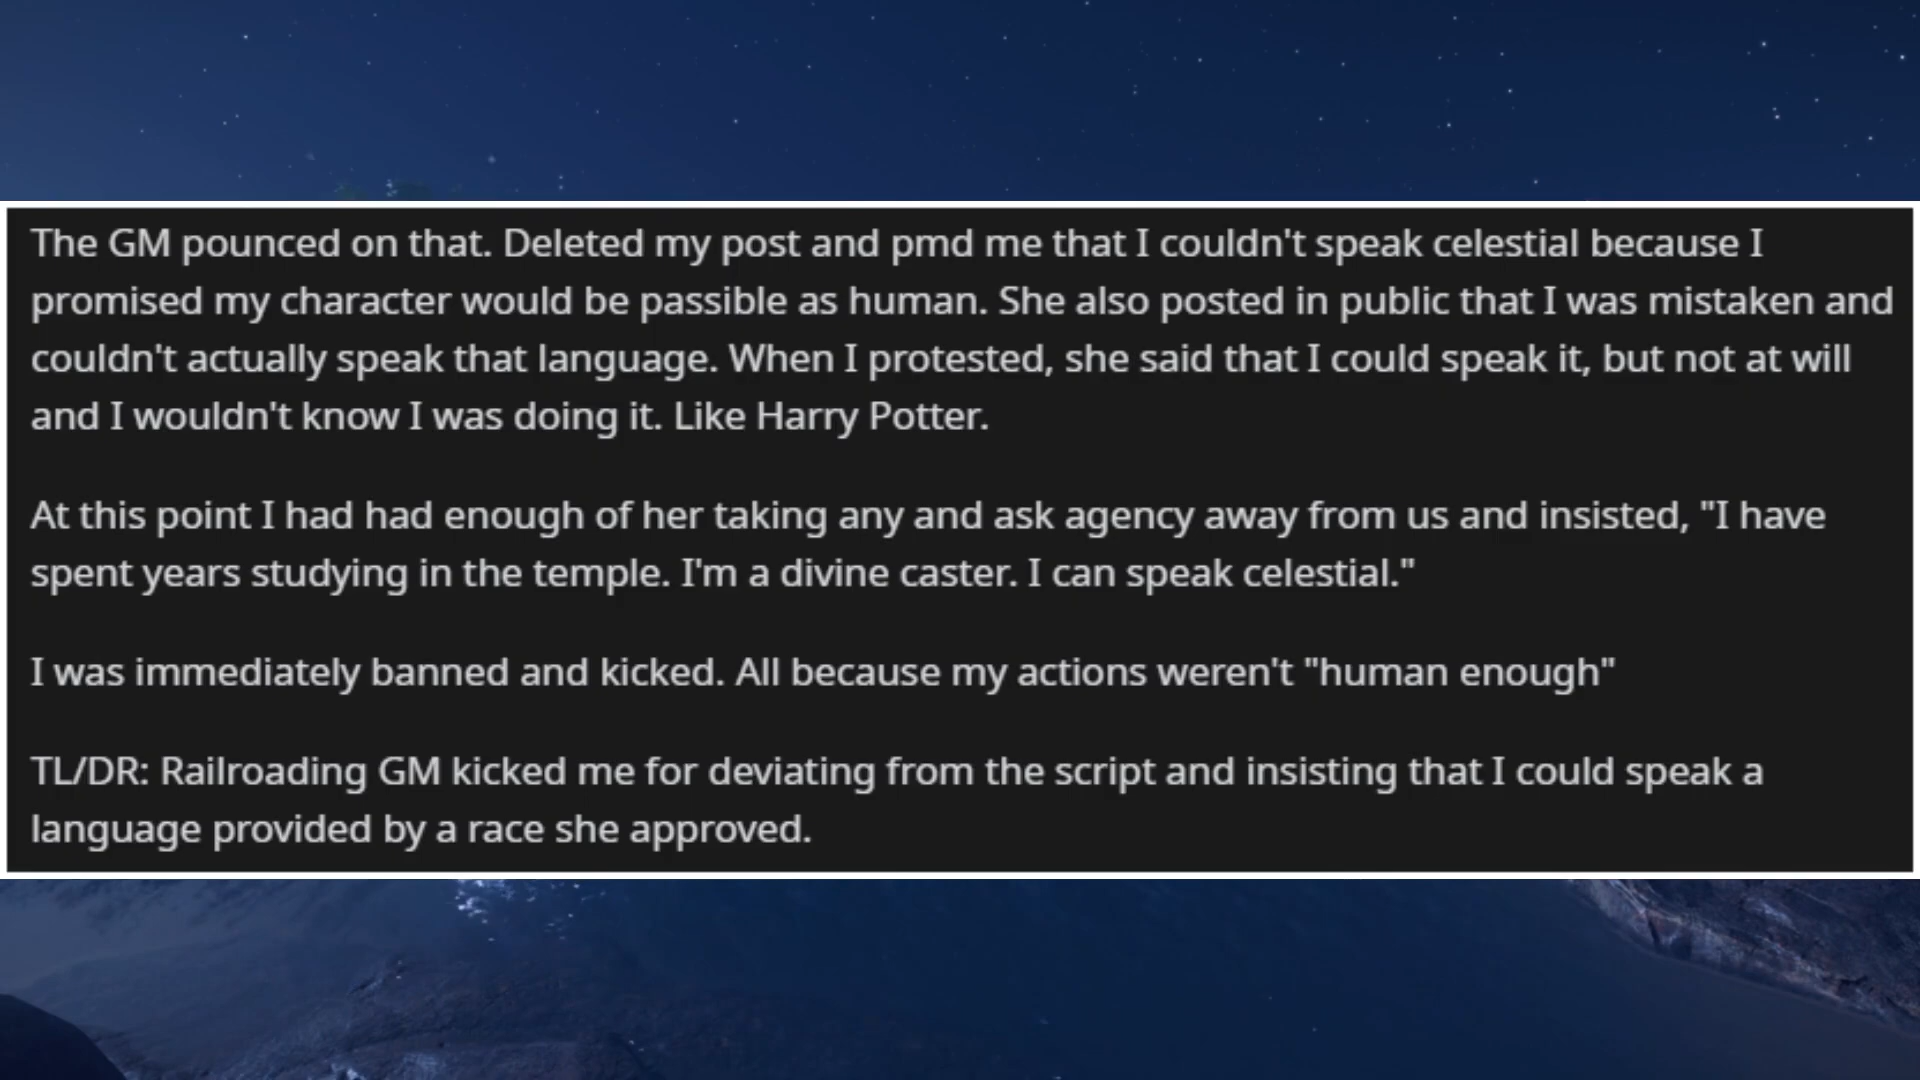 The GM pounced on that. Deleted my post and pmd me that I couldn't speak celestial because I
promised my character would be passible as human. She also posted in public that I was mistaken and
couldn't actually speak that language. When I protested, she said that I could speak it, but not at will
and I wouldn't know I was doing it. Like Harry Potter.
At this point I had had enough of her taking any and ask agency away from us and insisted, "I have
spent years studying in the temple. I'm a divine caster. I can speak celestial."
I was immediately banned and kicked. All because my actions weren't "human enough"
TL/DR: Railroading GM kicked me for deviating from the script and insisting that I could speak a
language provided by a race she approved.